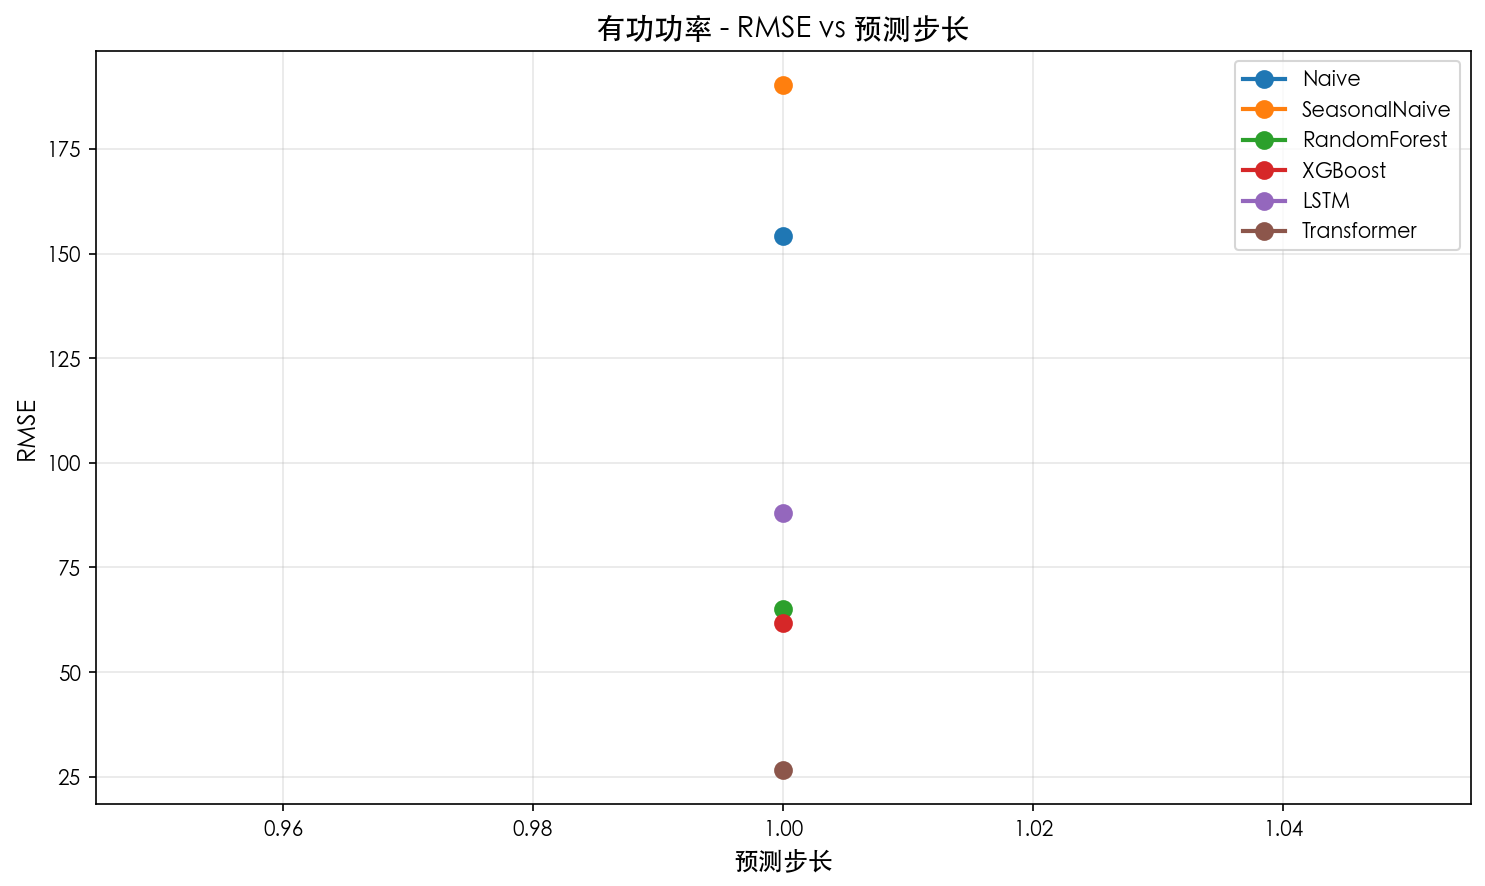 有功功率 - RMSE vs 预测步长
Naive
SeasonalNaive
RandomForest
XGBoost
LSTM
Transformer
175
150
125
100
75
50
25
RMSE
0.96
0.98
1.00
1.02
1.04
预测步长